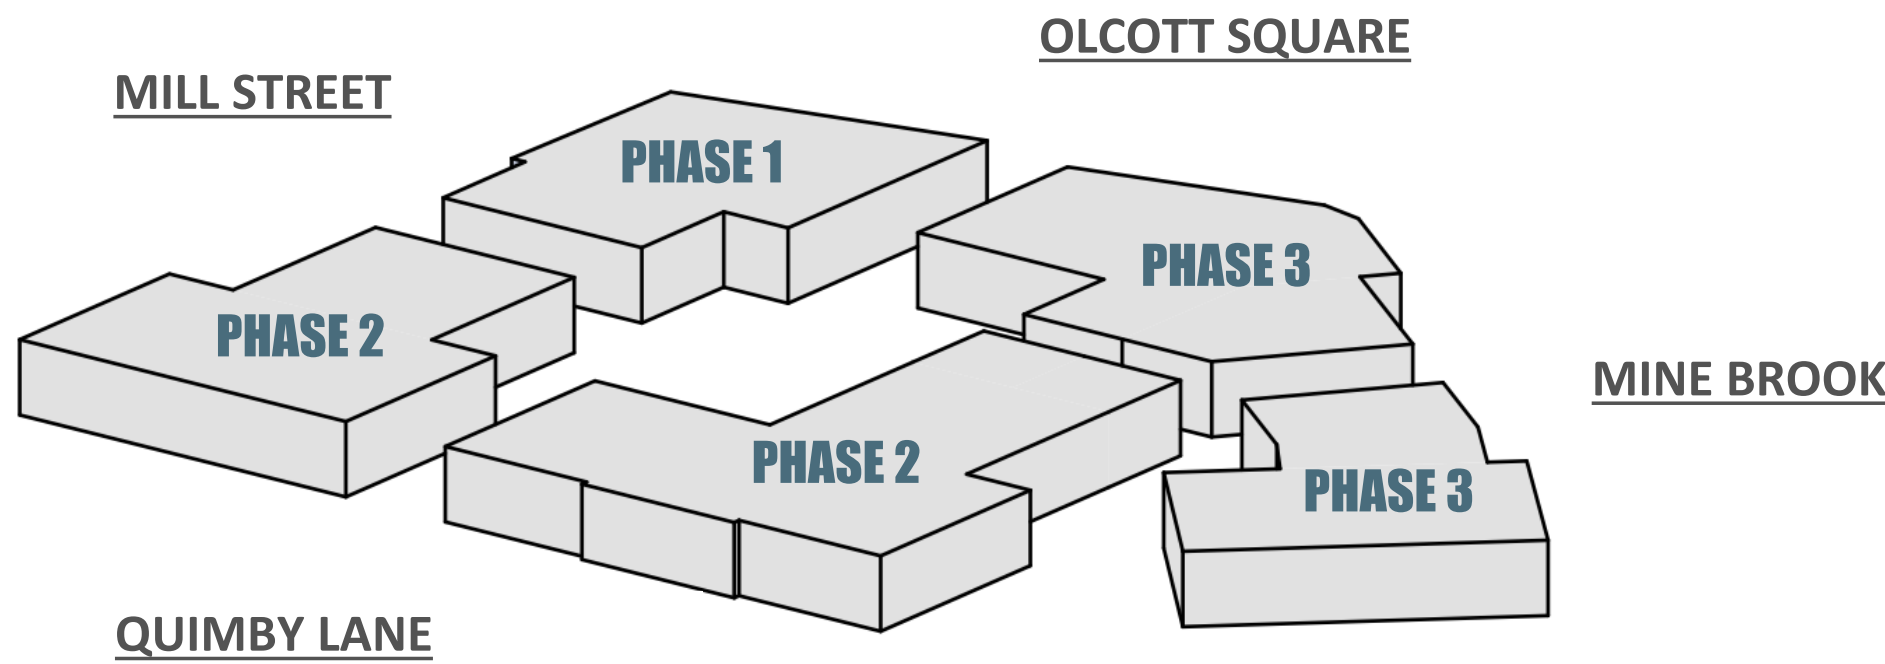 OLCOTT SQUARE
MILL STREET
PHASE 1
PHASE 3
PHASE 2
MINE BROOK
PHASE 2
PHASE 3
QUIMBY LANE